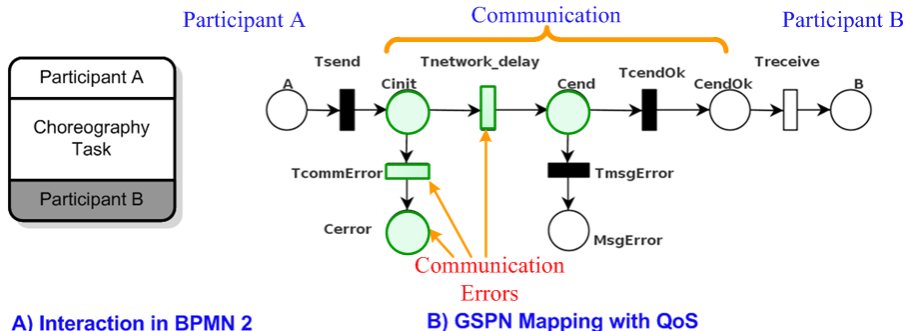 Participant A
Communication
Participant B
Tsend
Tnetwork_delay
TcendOk
Treceive
A
Cinit
Cend
CendOk
B
Participant A
Choreography
Task
Participant B
TcommError
TmsgError
Cerror
MsgError
Communication
Errors
A) Interaction in BPMN 2
B) GSPN Mapping with QoS